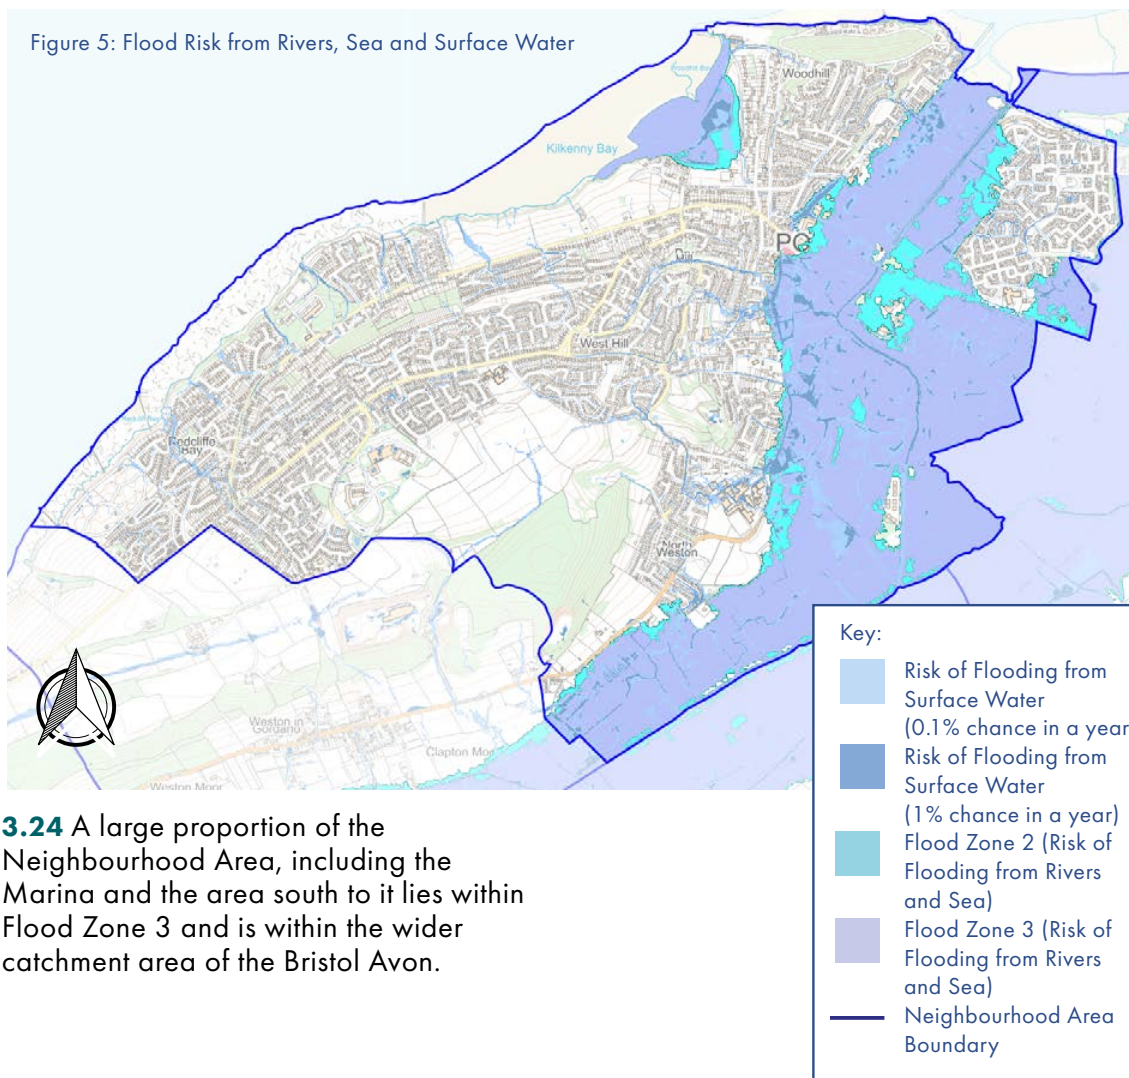 Figure 5: Flood Risk from Rivers, Sea and Surface Water
Woodhill Bay
Woodhill
Kilkenny Bay
West Hill
Redcliffe
Bay
North
Weston
Weston in
Gordano
Clapton Moor
Weston Moor
Key:
Risk of Flooding from
Surface Water
(0.1% chance in a year
Risk of Flooding from
Surface Water
(1% chance in a year)
Flood Zone 2 (Risk of
Flooding from Rivers
and Sea)
Flood Zone 3 (Risk of
Flooding from Rivers
and Sea)
Neighbourhood Area
Boundary
3.24 A large proportion of the
Neighbourhood Area, including the
Marina and the area south to it lies within
Flood Zone 3 and is within the wider
catchment area of the Bristol Avon.